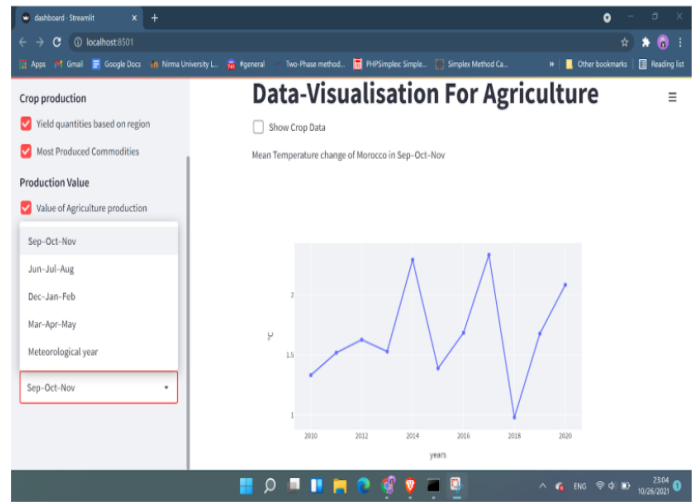 dashboard · Streamlit
localhost:8501
Apps
Gmail
Google Docs
Nirma University L...
#general
Two-Phase method...
PHPSimplex Simple...
Simplex Method Ca...
»
Other bookmarks
Reading list
Crop production
Yield quantities based on region
Most Produced Commodities
Production Value
Value of Agriculture production
Sep-Oct-Nov
Jun-Jul-Aug
Dec-Jan-Feb
Mar-Apr-May
Meteorological year
Sep-Oct-Nov
Data-Visualisation For Agriculture
Show Crop Data
Mean Temperature change of Morocco in Sep-Oct-Nov
2
°C
1.5
1
2010 2012 2014 2016 2018 2020
years
ENG
23:04
10/26/2021
1